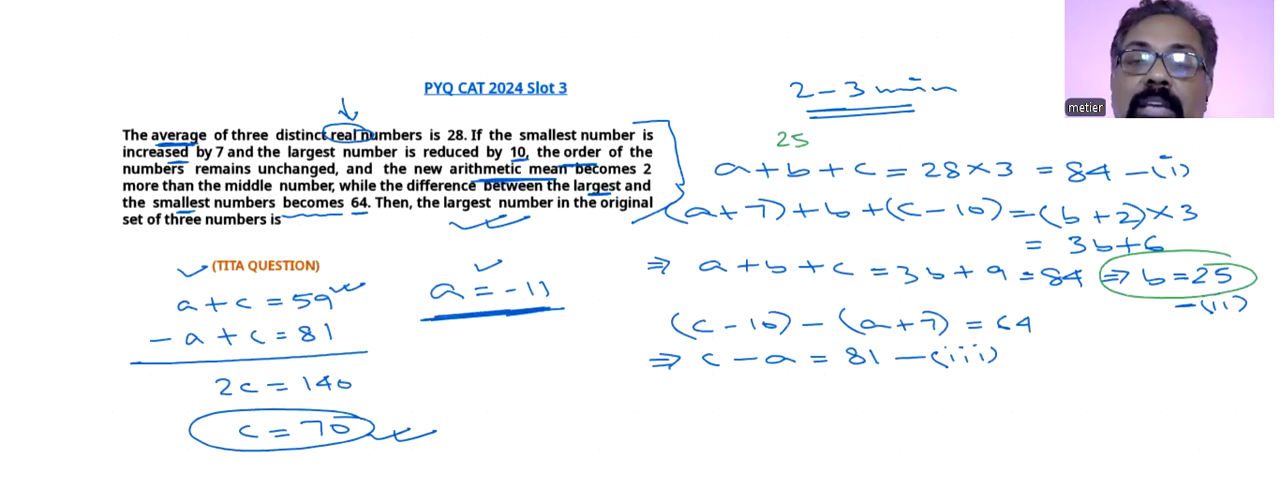 PYQ CAT 2024 Slot 3
The average of three distinct real numbers is 28. If the smallest number is
increased by 7 and the largest number is reduced by 10, the order of the
numbers remains unchanged, and the new arithmetic mean becomes 2
more than the middle number, while the difference between the largest and
the smallest numbers becomes 64. Then, the largest number in the original
set of three numbers is
(TITA QUESTION)
a + c = 59
- a + c = 81
2c = 140
c = 70
a = -11
2 - 3 min
25
a + b + c = 28 × 3 = 84 - (i)
(a + 7) + b + (c - 10) = (b + 2) × 3
= 3b + 6
⇒ a + b + c = 3b + 9 = 84 ⇒ b = 25
- (ii)
(c - 10) - (a + 7) = 64
⇒ c - a = 81 - (iii)
metier